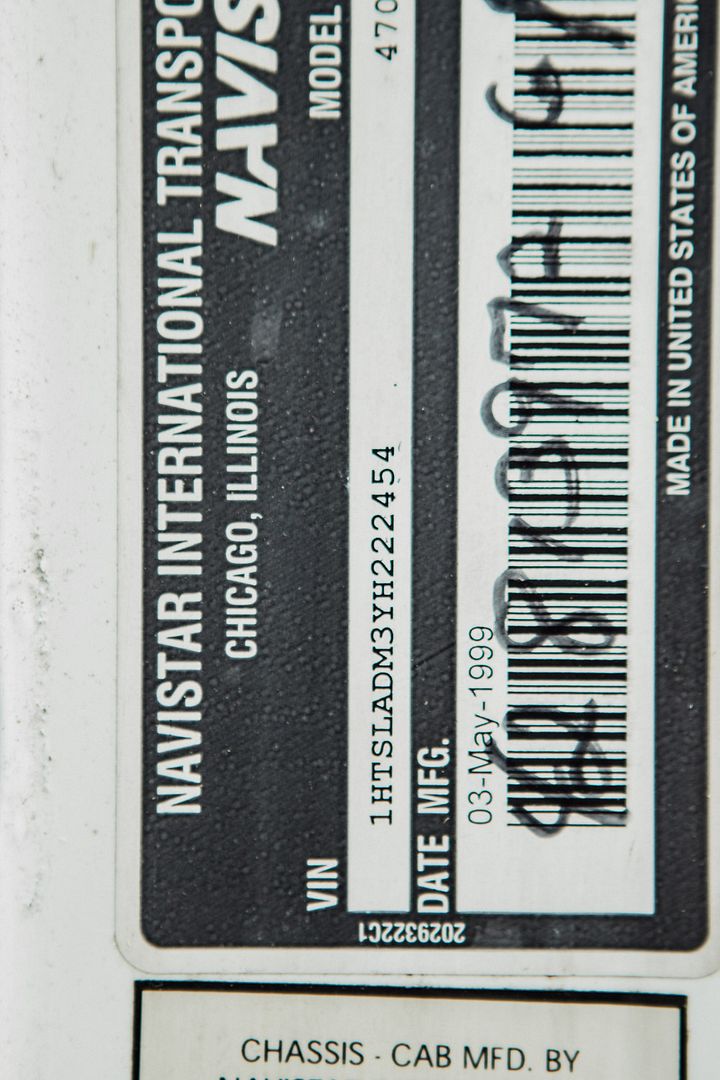 NAVISTAR INTERNATIONAL TRANSPO
CHICAGO, ILLINOIS
NAVIS
VIN
MODEL
1HTSLADM3YH222454
470
DATE MFG.
03-May-1999
MADE IN UNITED STATES OF AMERIC
2029322C1
CHASSIS - CAB MFD. BY